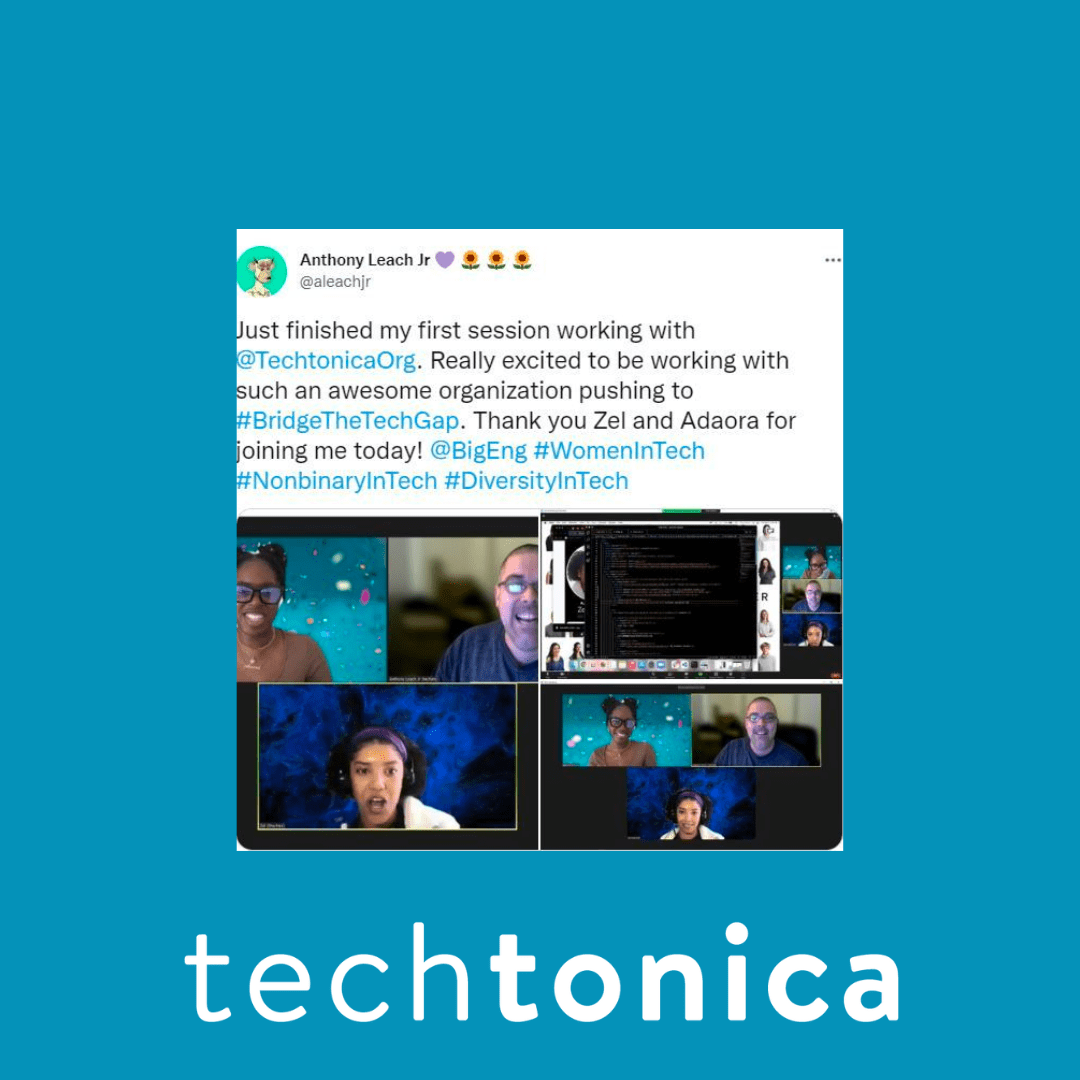 Anthony Leach Jr 💜 🌻 🌻 🌻
@aleachjr
Just finished my first session working with
@TechtonicaOrg. Really excited to be working with
such an awesome organization pushing to
#BridgeTheTechGap. Thank you Zel and Adaora for
joining me today! @BigEng #WomenInTech
#NonbinaryInTech #DiversityInTech
techtonica